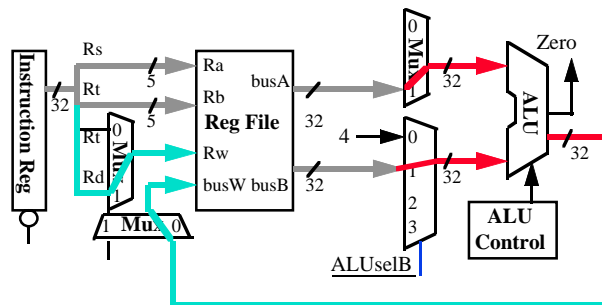 Instruction Reg
32
Rs
Rt
Rt
Rd
5
5
0
Mux
1
1 Mux 0
Ra
Rb
Reg File
Rw
busW busB
busA
32
32
4
0
Mux
1
0
1
2
3
32
32
ALU
Zero
32
ALU
Control
ALUselB